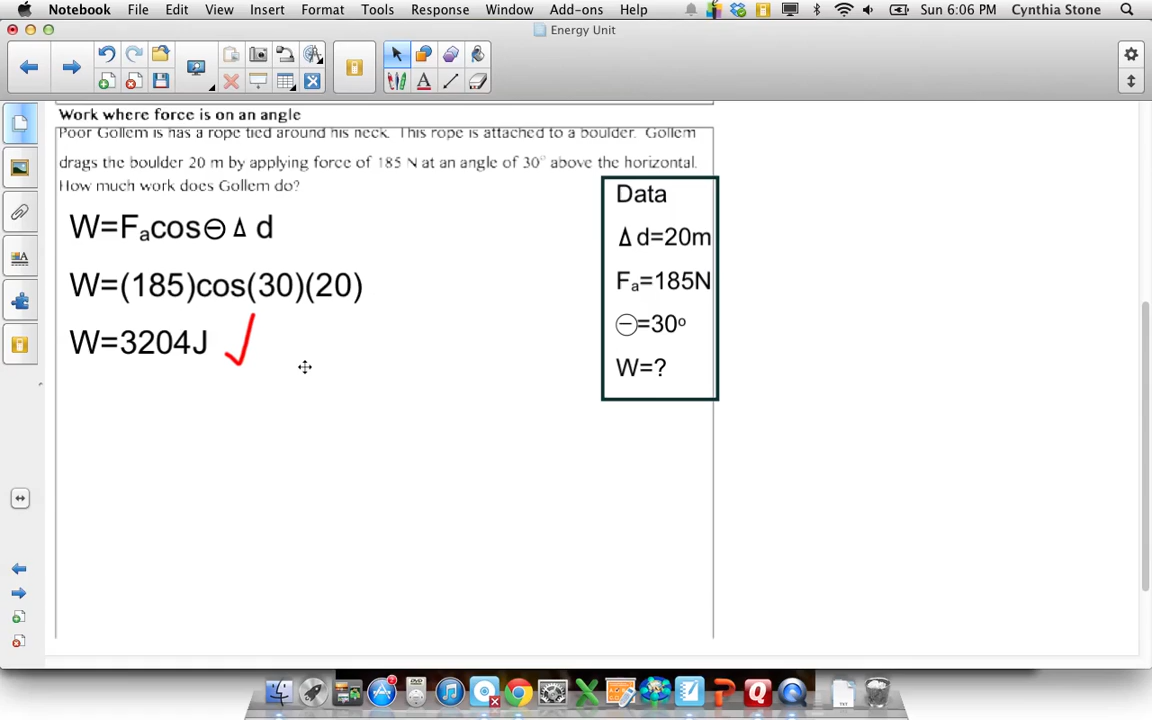 Notebook File Edit View Insert Format Tools Response Window Add-ons Help Sun 6:06 PM Cynthia Stone
Energy Unit
Work where force is on an angle
Poor Gollem is has a rope tied around his neck. This rope is attached to a boulder. Gollem
drags the boulder 20 m by applying force of 185 N at an angle of 30° above the horizontal.
How much work does Gollem do?
W=Fₐcosθ Δ d
W=(185)cos(30)(20)
W=3204J
Data
Δ d=20m
Fₐ=185N
θ=30º
W=?